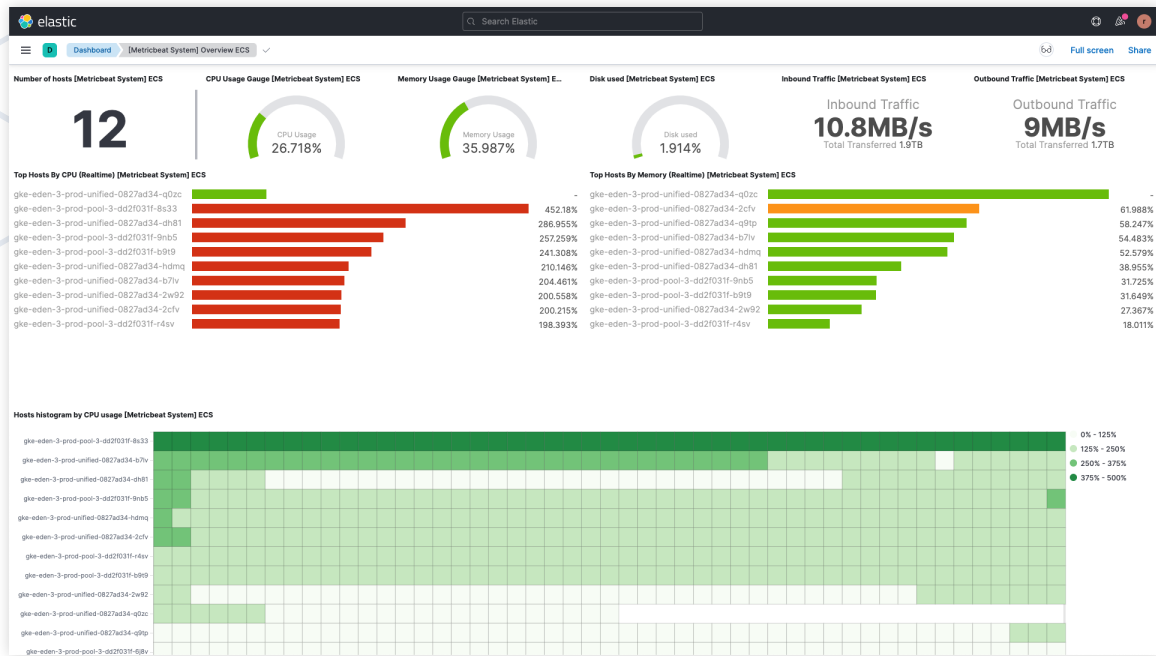 elastic
Search Elastic
r
D
Dashboard
[Metricbeat System] Overview ECS
Full screen
Share
Number of hosts [Metricbeat System] ECS
12
CPU Usage Gauge [Metricbeat System] ECS
CPU Usage
26.718%
Memory Usage Gauge [Metricbeat System] E...
Memory Usage
35.987%
Disk used [Metricbeat System] ECS
Disk used
1.914%
Inbound Traffic [Metricbeat System] ECS
Inbound Traffic
10.8MB/s
Total Transferred 1.9TB
Outbound Traffic [Metricbeat System] ECS
Outbound Traffic
9MB/s
Total Transferred 1.7TB
Top Hosts By CPU (Realtime) [Metricbeat System] ECS
gke-eden-3-prod-unified-0827ad34-q0zc -
gke-eden-3-prod-pool-3-dd2f031f-8s33 452.18%
gke-eden-3-prod-unified-0827ad34-dh81 286.955%
gke-eden-3-prod-pool-3-dd2f031f-9nb5 257.259%
gke-eden-3-prod-pool-3-dd2f031f-b9t9 241.308%
gke-eden-3-prod-unified-0827ad34-hdmq 210.146%
gke-eden-3-prod-unified-0827ad34-b7lv 204.461%
gke-eden-3-prod-unified-0827ad34-2w92 200.558%
gke-eden-3-prod-unified-0827ad34-2cfv 200.215%
gke-eden-3-prod-pool-3-dd2f031f-r4sv 198.393%
Top Hosts By Memory (Realtime) [Metricbeat System] ECS
gke-eden-3-prod-unified-0827ad34-q0zc -
gke-eden-3-prod-unified-0827ad34-2cfv 61.988%
gke-eden-3-prod-unified-0827ad34-q9tp 58.247%
gke-eden-3-prod-unified-0827ad34-b7lv 54.483%
gke-eden-3-prod-unified-0827ad34-hdmq 52.579%
gke-eden-3-prod-unified-0827ad34-dh81 38.955%
gke-eden-3-prod-pool-3-dd2f031f-9nb5 31.725%
gke-eden-3-prod-pool-3-dd2f031f-b9t9 31.649%
gke-eden-3-prod-unified-0827ad34-2w92 27.367%
gke-eden-3-prod-pool-3-dd2f031f-r4sv 18.011%
Hosts histogram by CPU usage [Metricbeat System] ECS
gke-eden-3-prod-pool-3-dd2f031f-8s33
gke-eden-3-prod-unified-0827ad34-b7lv
gke-eden-3-prod-unified-0827ad34-dh81
gke-eden-3-prod-pool-3-dd2f031f-9nb5
gke-eden-3-prod-unified-0827ad34-hdmq
gke-eden-3-prod-unified-0827ad34-2cfv
gke-eden-3-prod-pool-3-dd2f031f-r4sv
gke-eden-3-prod-pool-3-dd2f031f-b9t9
gke-eden-3-prod-unified-0827ad34-2w92
gke-eden-3-prod-unified-0827ad34-q0zc
gke-eden-3-prod-unified-0827ad34-q9tp
gke-eden-3-prod-pool-3-dd2f031f-6j8v
0% - 125%
125% - 250%
250% - 375%
375% - 500%